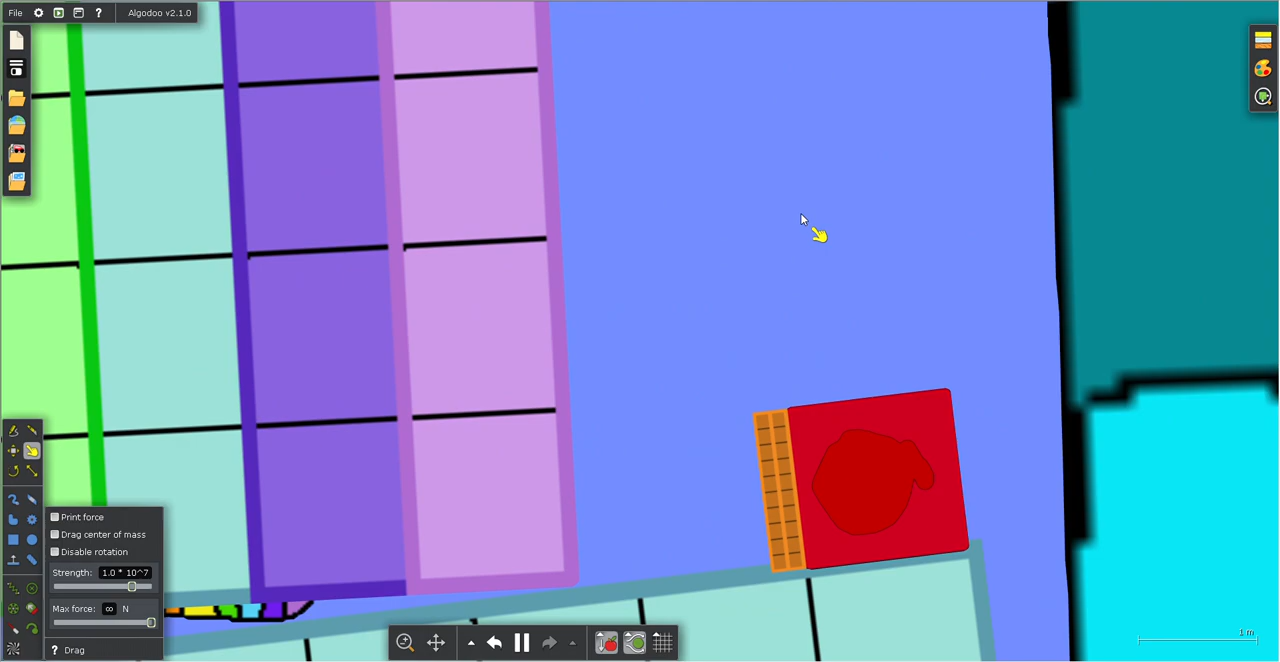 File ? Algodoo v2.1.0
Print force
Drag center of mass
Disable rotation
Strength: 1.0 * 10^7
Max force: ∞ N
? Drag
1 m